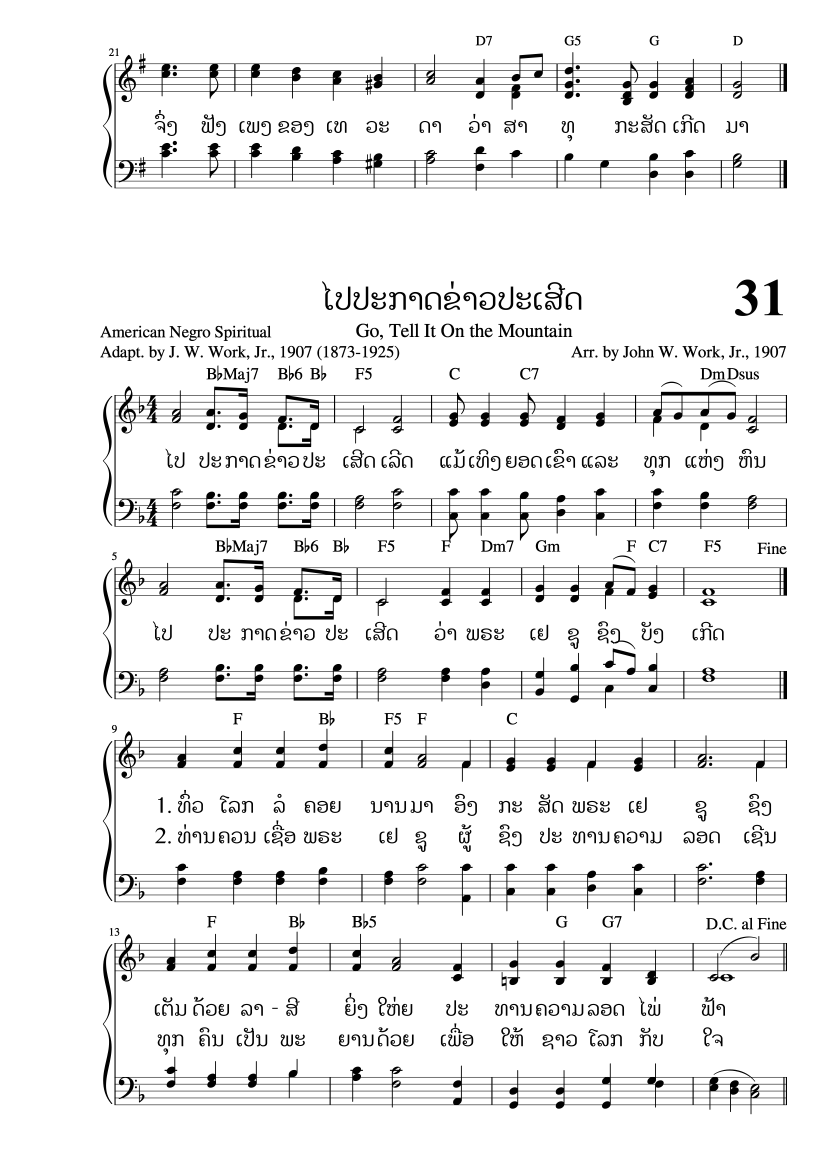 D7 G5 G D
21
ຈົ່ງ ຟັງ ເພງ ຂອງ ເທ ວະ ດາ ວ່າ ສາ ທຸ ກະສັດ ເກີດ ມາ
ໄປປະກາດຂ່າວປະເສີດ 31
American Negro Spiritual Go, Tell It On the Mountain
Adapt. by J. W. Work, Jr., 1907 (1873-1925) Arr. by John W. Work, Jr., 1907
B♭Maj7 B♭6 B♭ F5 C C7 Dm Dsus
ໄປ ປະກາດຂ່າວປະ ເສີດ ເລີດ ແມ້ເທິງ ຍອດເຂົາ ແລະ ທຸກ ແຫ່ງ ຫົນ
5 B♭Maj7 B♭6 B♭ F5 F Dm7 Gm F C7 F5 Fine
ໄປ ປະ ກາດຂ່າວ ປະ ເສີດ ວ່າ ພຣະ ເຢ ຊູ ຊົງ ບັງ ເກີດ
9 F B♭ F5 F C
1. ທົ່ວ ໂລກ ລໍ ຄອຍ ນານມາ ອົງ ກະ ສັດ ພຣະ ເຢ ຊູ ຊົງ
2. ທ່ານຄວນ ເຊື່ອ ພຣະ ເຢ ຊູ ຜູ້ ຊົງ ປະ ທານຄວາມ ລອດ ເຊີນ
13 F B♭ B♭5 G G7 D.C. al Fine
ເຕັມ ດ້ວຍ ລາ - ສີ ຍິ່ງ ໃຫ່ຍ ປະ ທານຄວາມລອດ ໄພ່ ຟ້າ
ທຸກ ຄົນ ເປັນ ພະ ຍານດ້ວຍ ເພື່ອ ໃຫ້ ຊາວ ໂລກ ກັບ ໃຈ